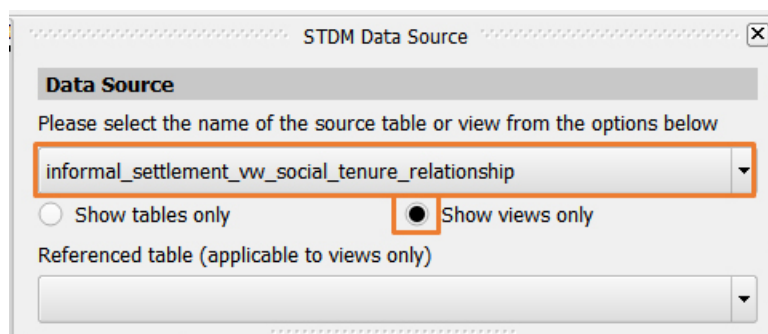 STDM Data Source
Data Source
Please select the name of the source table or view from the options below
informal_settlement_vw_social_tenure_relationship
Show tables only Show views only
Referenced table (applicable to views only)